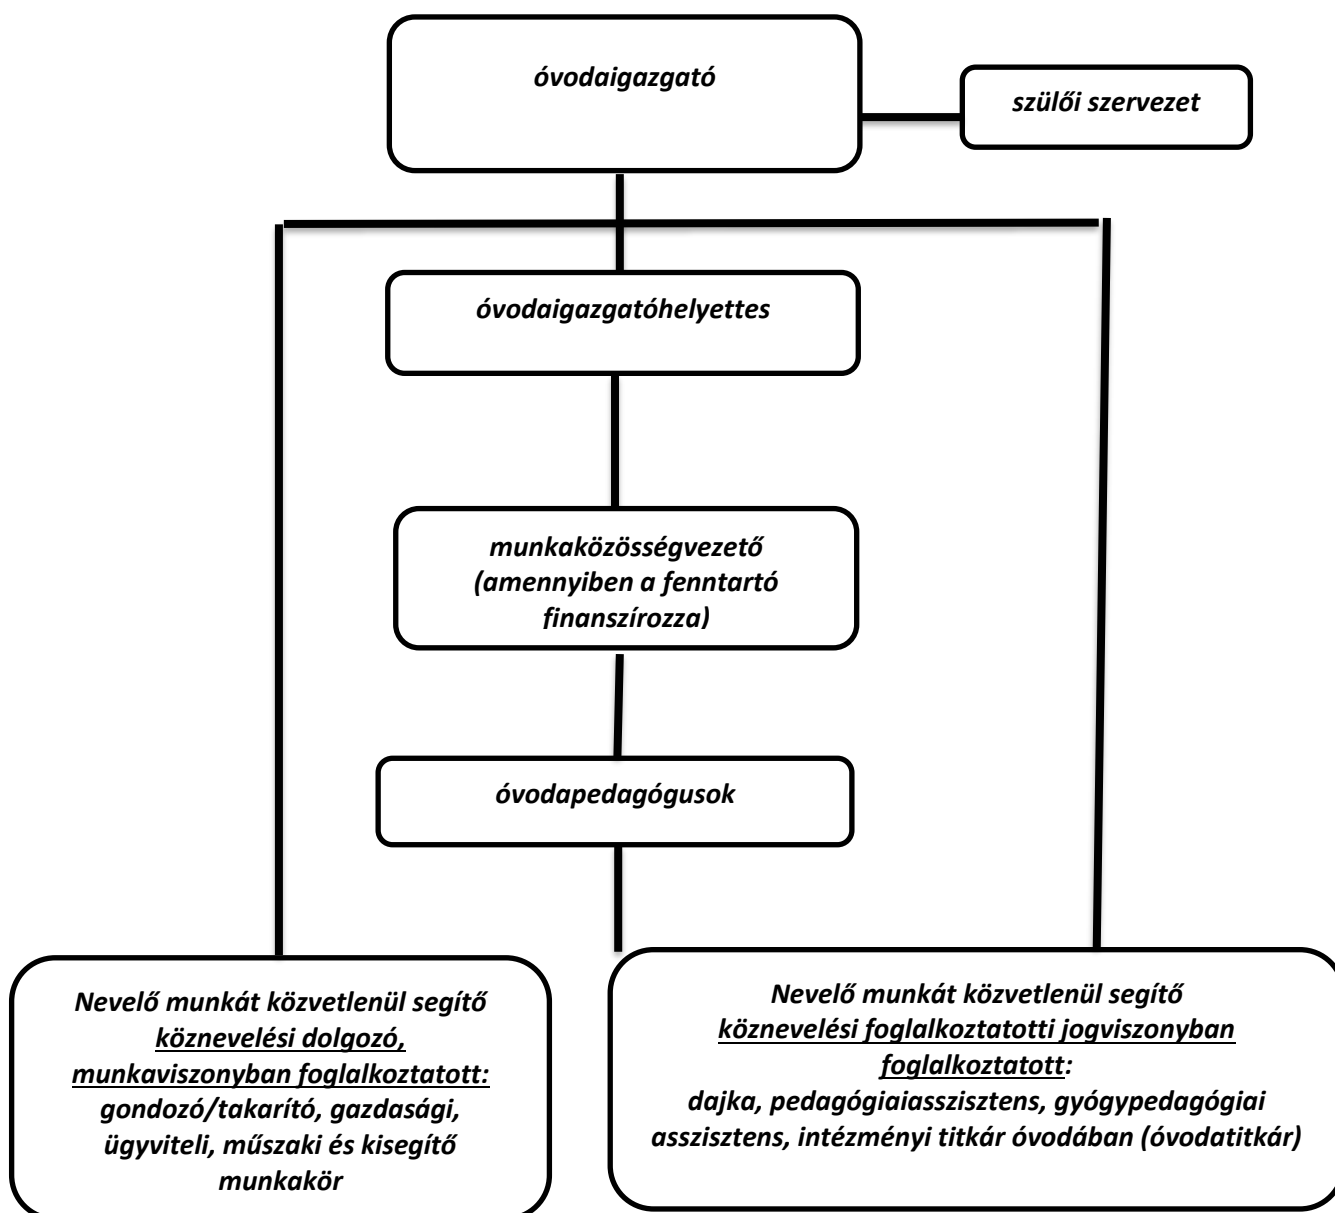 óvodaigazgató
szülői szervezet
óvodaigazgatóhelyettes
munkaközösségvezető
(amennyiben a fenntartó
finanszírozza)
óvodapedagógusok
Nevelő munkát közvetlenül segítő
köznevelési dolgozó,
munkaviszonyban foglalkoztatott:
gondozó/takarító, gazdasági,
ügyviteli, műszaki és kisegítő
munkakör
Nevelő munkát közvetlenül segítő
köznevelési foglalkoztatotti jogviszonyban
foglalkoztatott:
dajka, pedagógiaiasszisztens, gyógypedagógiai
asszisztens, intézményi titkár óvodában (óvodatitkár)